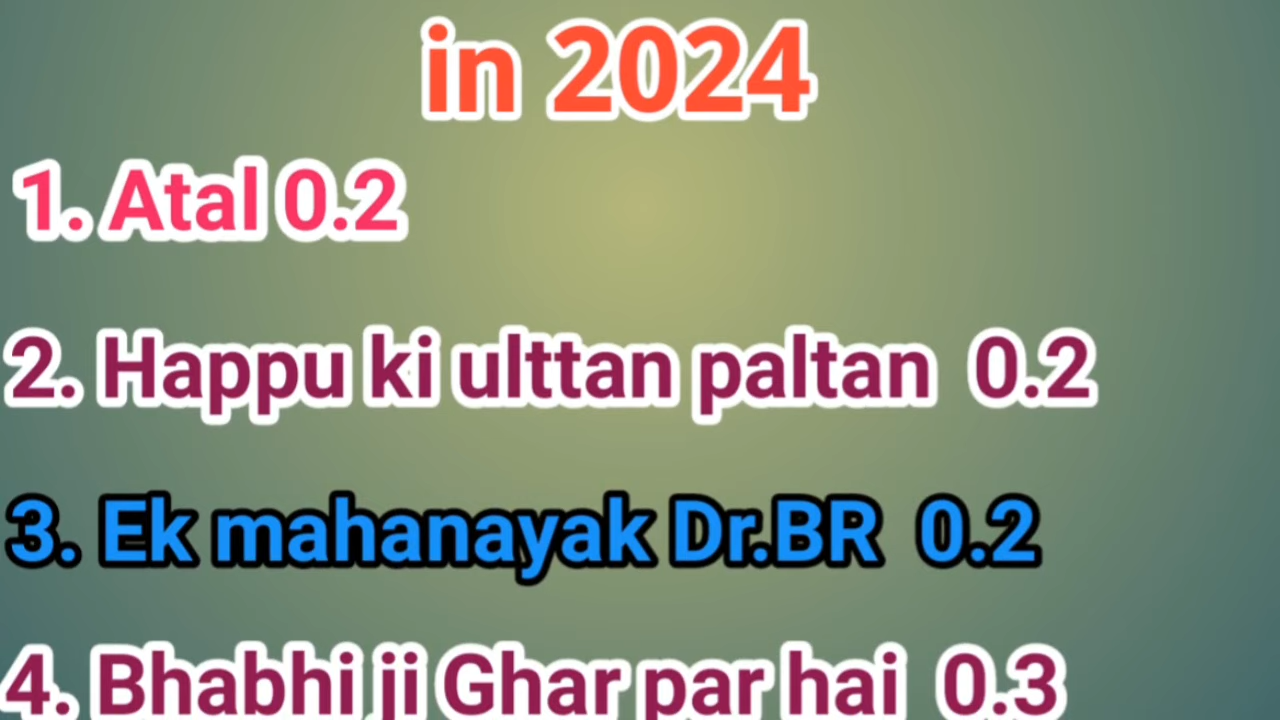 in 2024
1. Atal 0.2
2. Happu ki ulttan paltan 0.2
3. Ek mahanayak Dr.BR 0.2
4. Bhabhi ji Ghar par hai 0.3